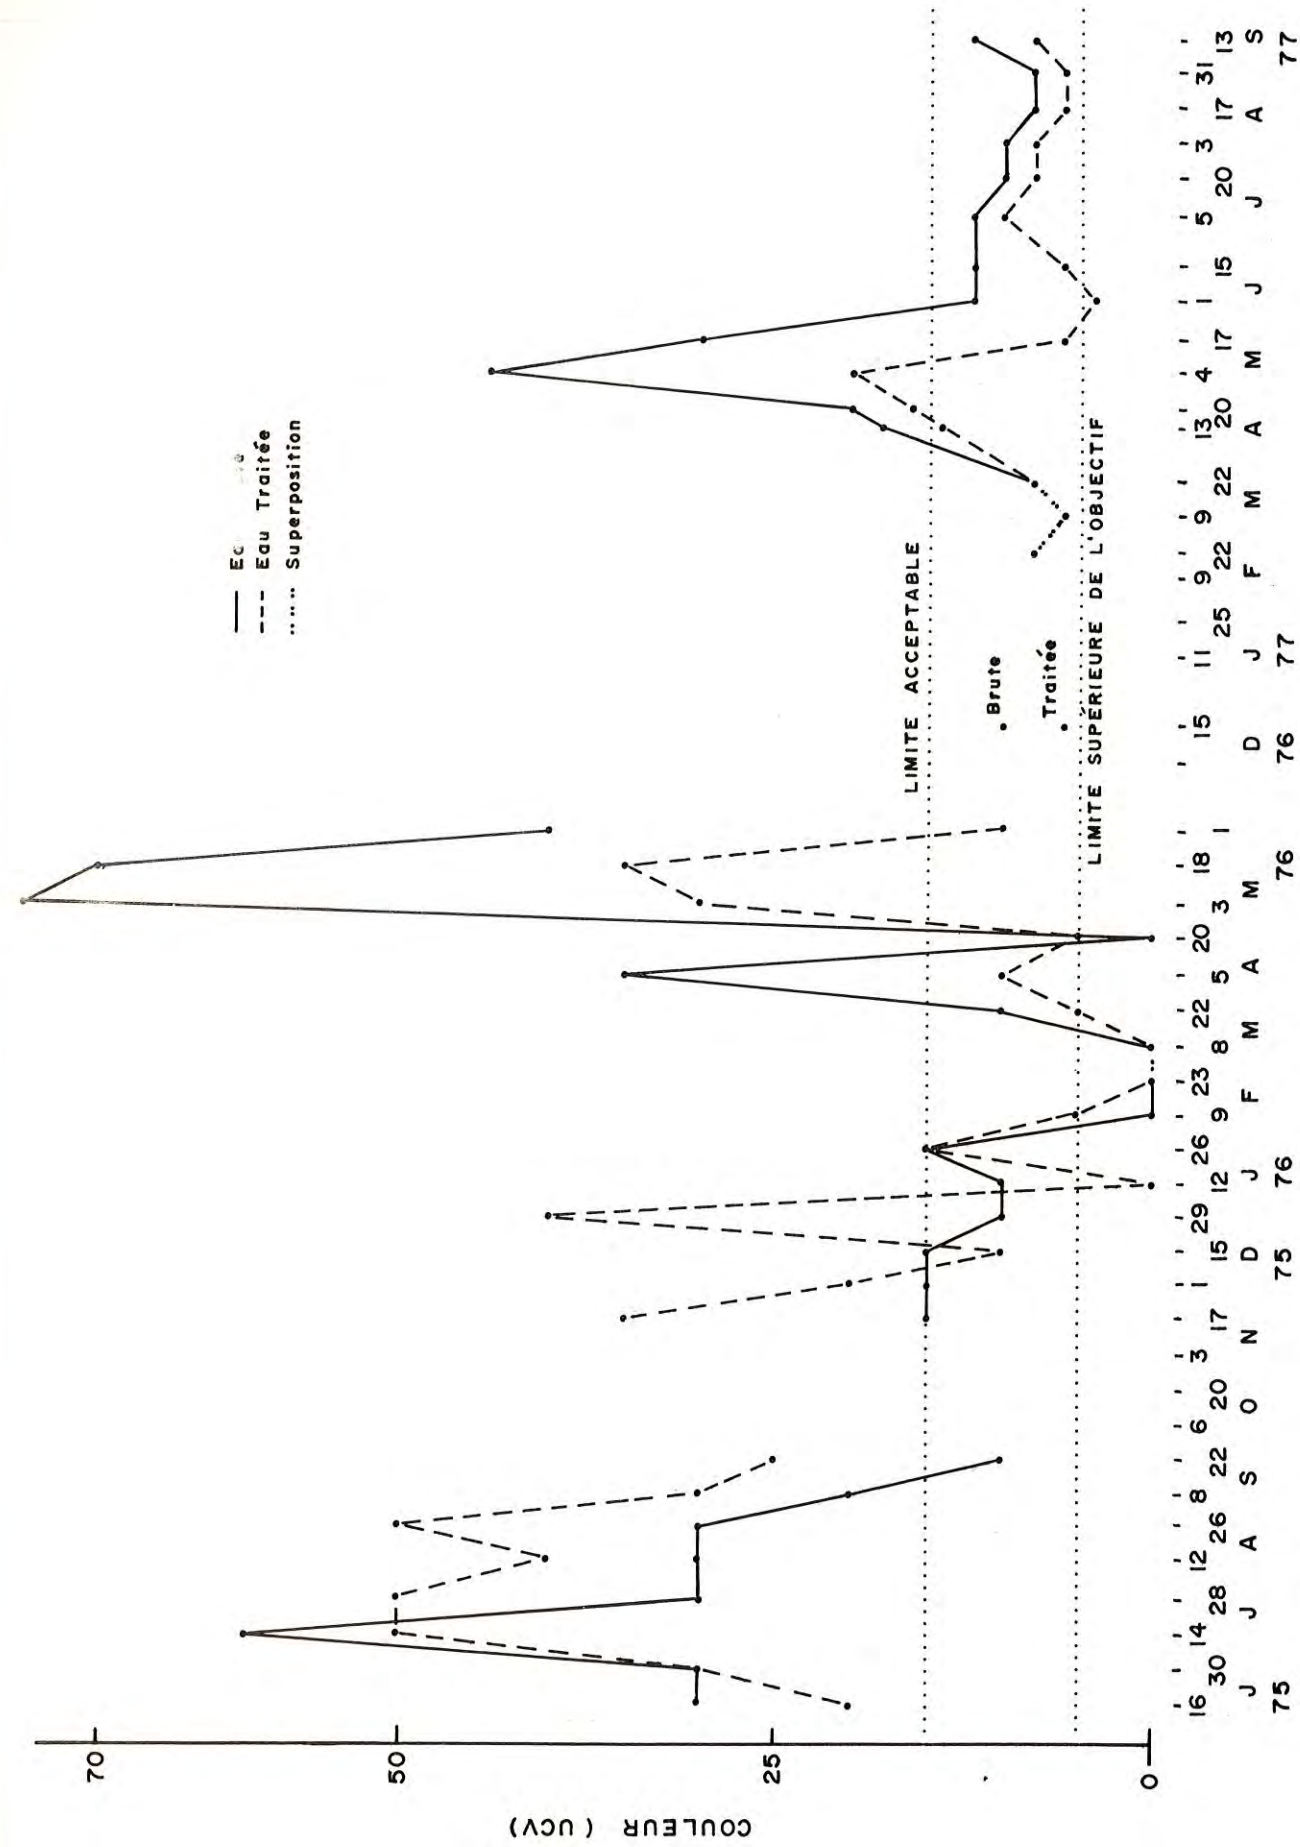 COULEUR ( UCV)
70
50
25
0
Eau Traitée
Superposition
LIMITE ACCEPTABLE
Brute
Traitée
LIMITE SUPÉRIEURE DE L'OBJECTIF
16 30 14 28 12 26 8 22 6 20 3 17 1 15 29 12 26 9 23 8 22 5 20 3 18 1 15 11 25 9 22 9 22 13 20 4 17 1 15 5 20 3 17 31 13
J J A S O N D J F M A M D J F M A M J J A S
75 75 76 76 76 77 77